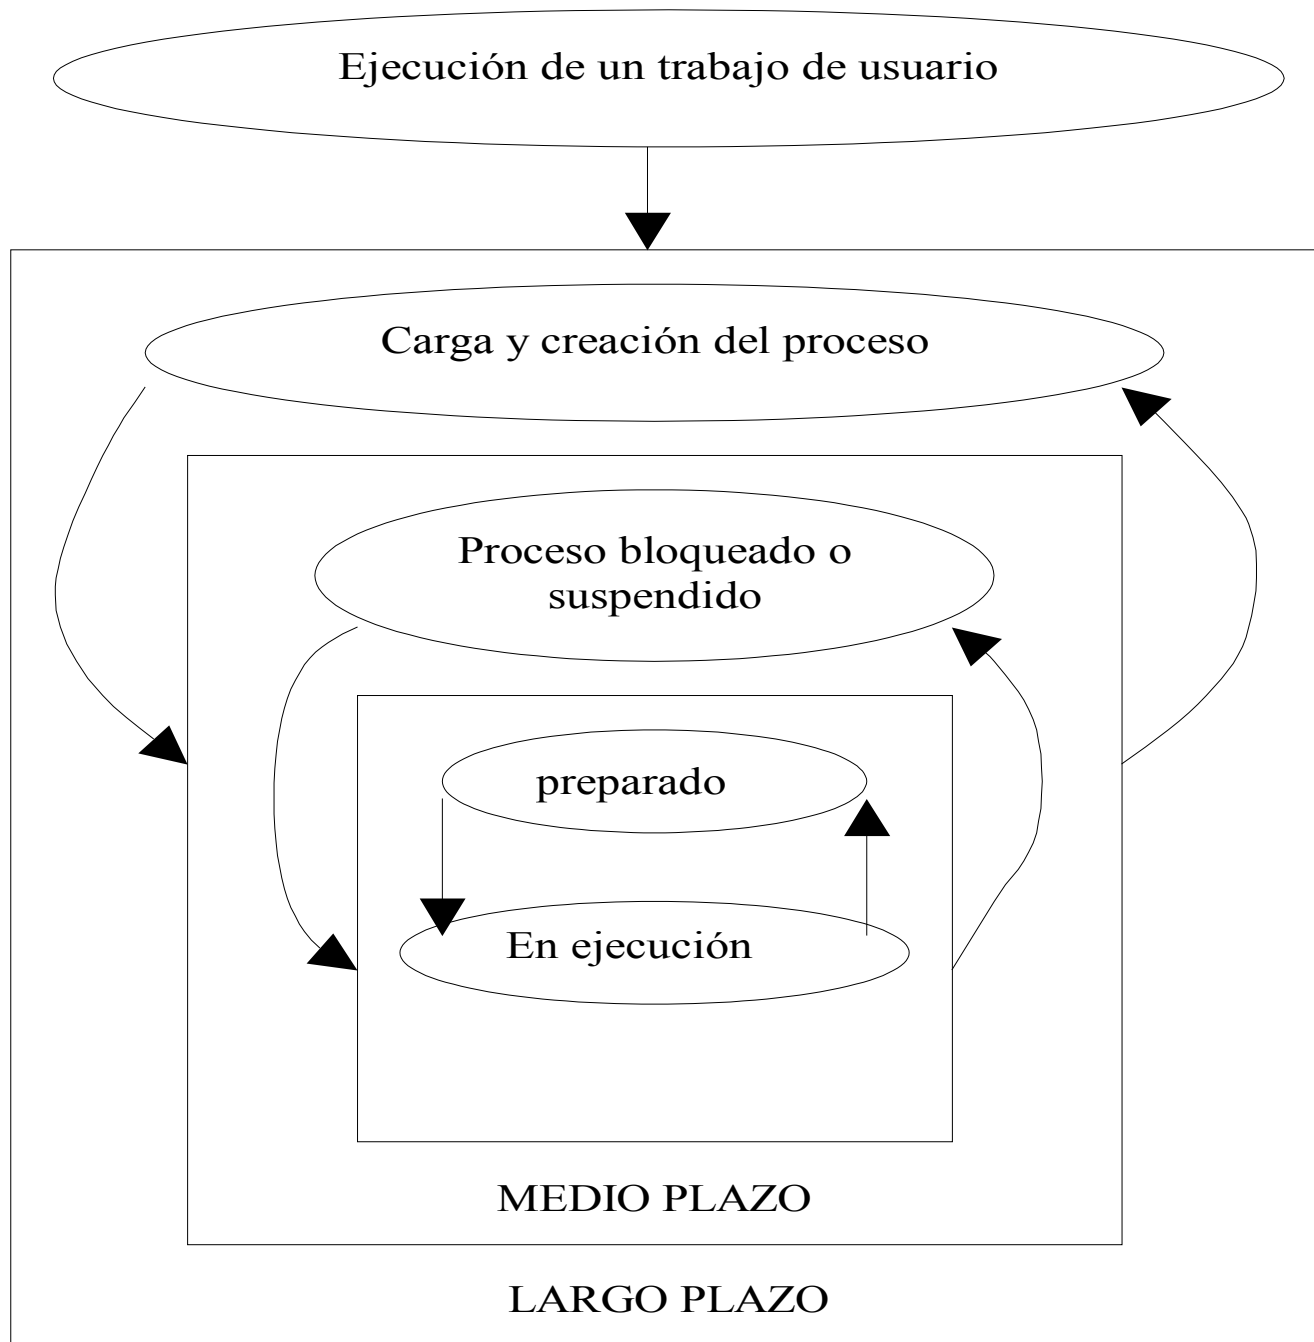 Ejecución de un trabajo de usuario
Carga y creación del proceso
Proceso bloqueado o
suspendido
preparado
En ejecución
MEDIO PLAZO
LARGO PLAZO